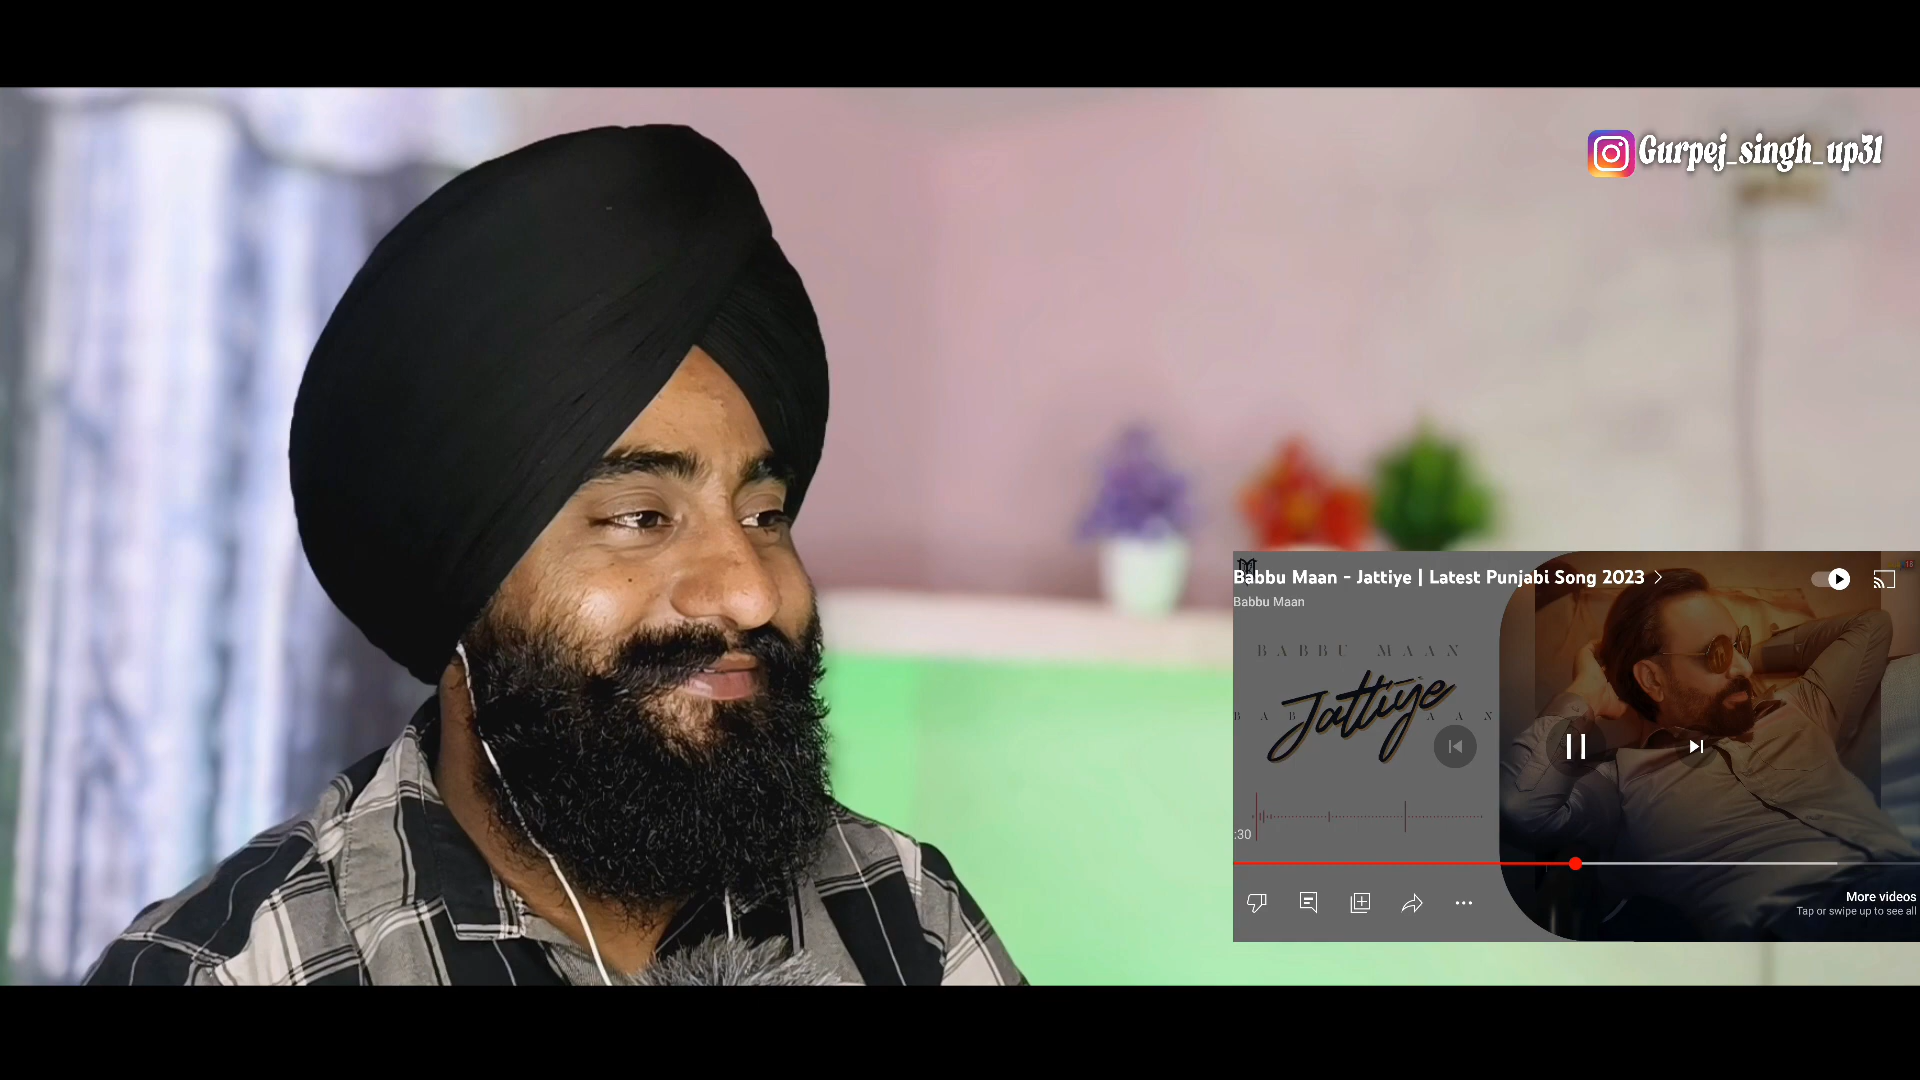 Gurpej_singh_up31
Babbu Maan - Jattiye | Latest Punjabi Song 2023
Babbu Maan
BABBU MAAN
Jattiye
:30
More videos
Tap or swipe up to see all